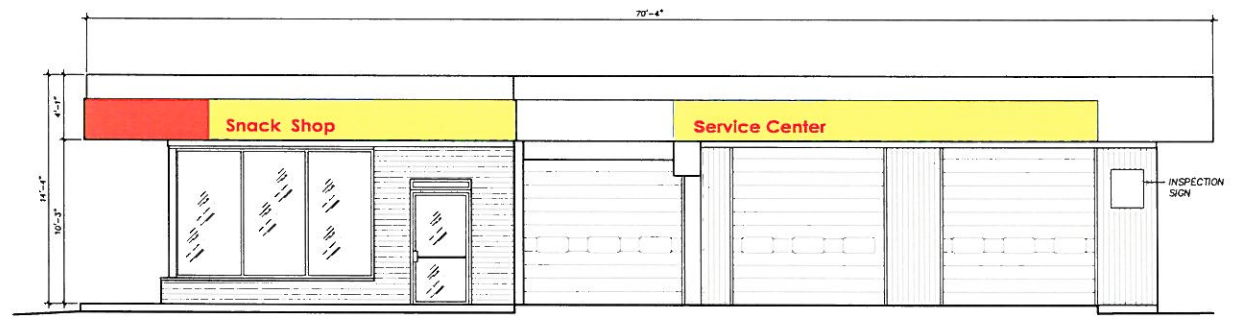 70'-4"
4'-1"
Snack Shop
Service Center
14'-4"
10'-3"
INSPECTION
SIGN